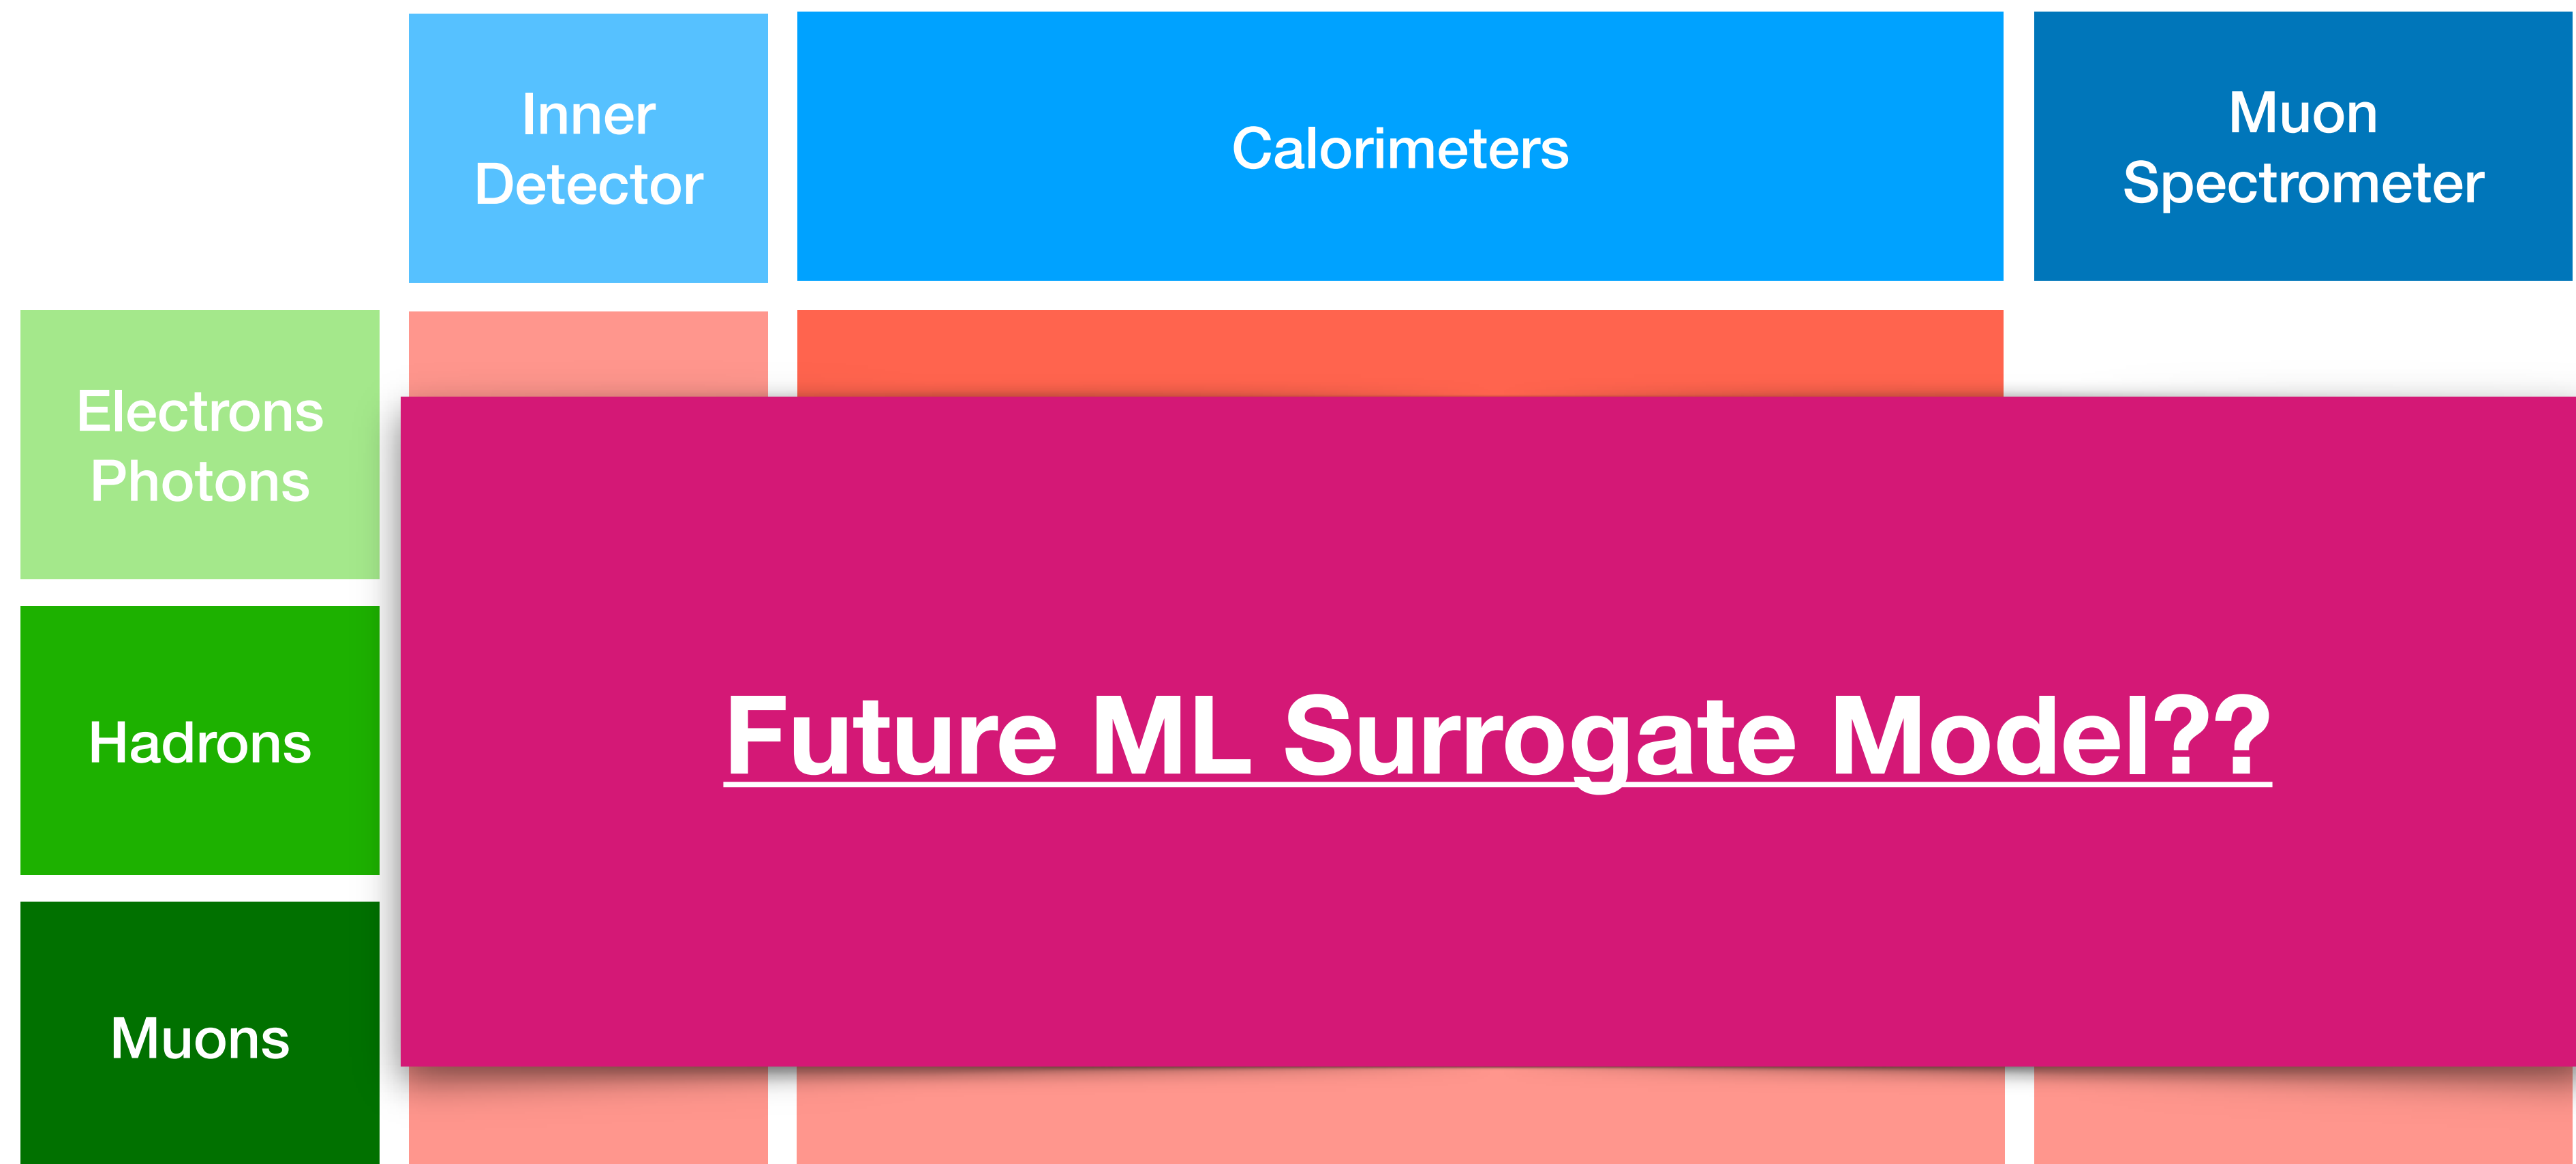 Inner
Detector
Calorimeters
Muon
Spectrometer
Electrons
Photons
Hadrons
Future ML Surrogate Model??
Muons